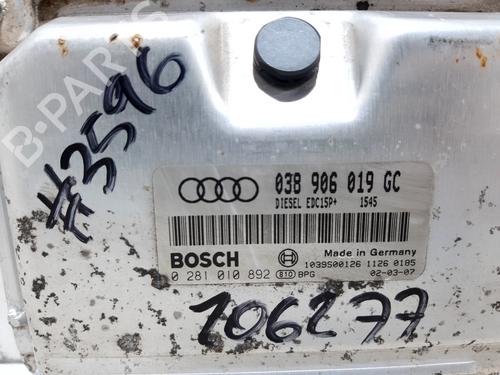 B-PARTS
#3596
038 906 019 GC
DIESEL EDC15P+ 1545
BOSCH
Made in Germany
1039S00126 1126 0185
0 281 010 892 BPG
02-03-07
106277